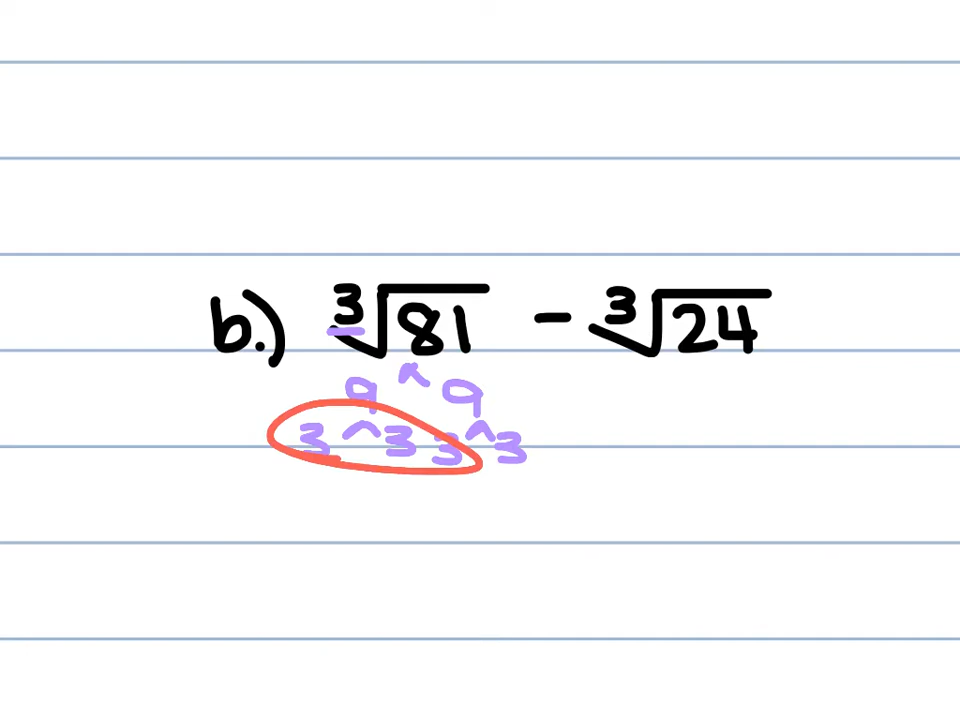 b.) ∛81 - ∛24
9 ^ 9
3 ^ 3 3 ^ 3